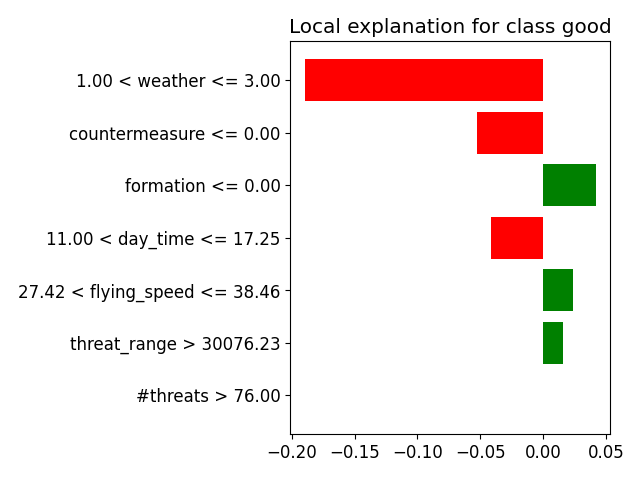 Local explanation for class good
1.00 < weather <= 3.00
countermeasure <= 0.00
formation <= 0.00
11.00 < day_time <= 17.25
27.42 < flying_speed <= 38.46
threat_range > 30076.23
#threats > 76.00
−0.20 −0.15 −0.10 −0.05 0.00 0.05